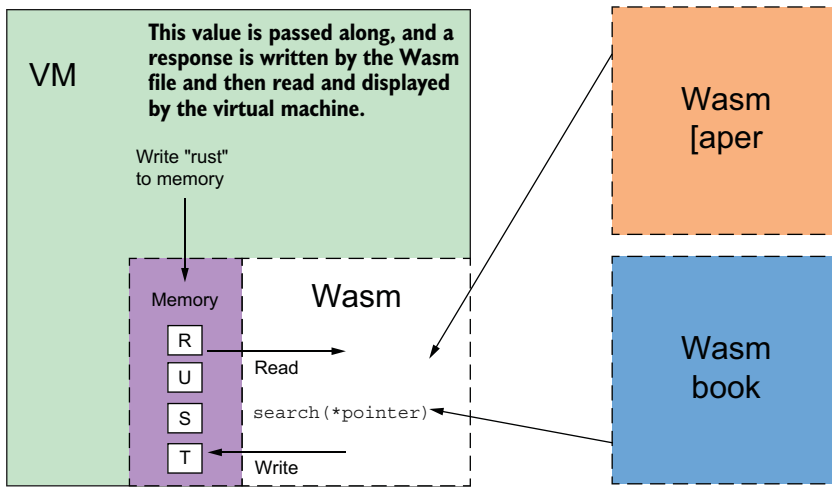 VM
This value is passed along, and a
response is written by the Wasm
file and then read and displayed
by the virtual machine.
Write "rust"
to memory
Memory
R
U
S
T
Wasm
Read
search(*pointer)
Write
Wasm
[aper
Wasm
book